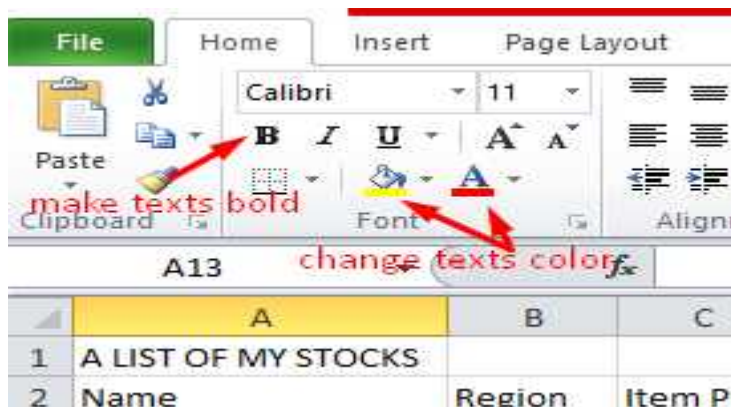 File Home Insert Page Layout
Calibri 11
B I U A A
Paste A
make texts bold
Clipboard Font
change texts color
A13 fx
A B C
1 A LIST OF MY STOCKS
2 Name Region Item P